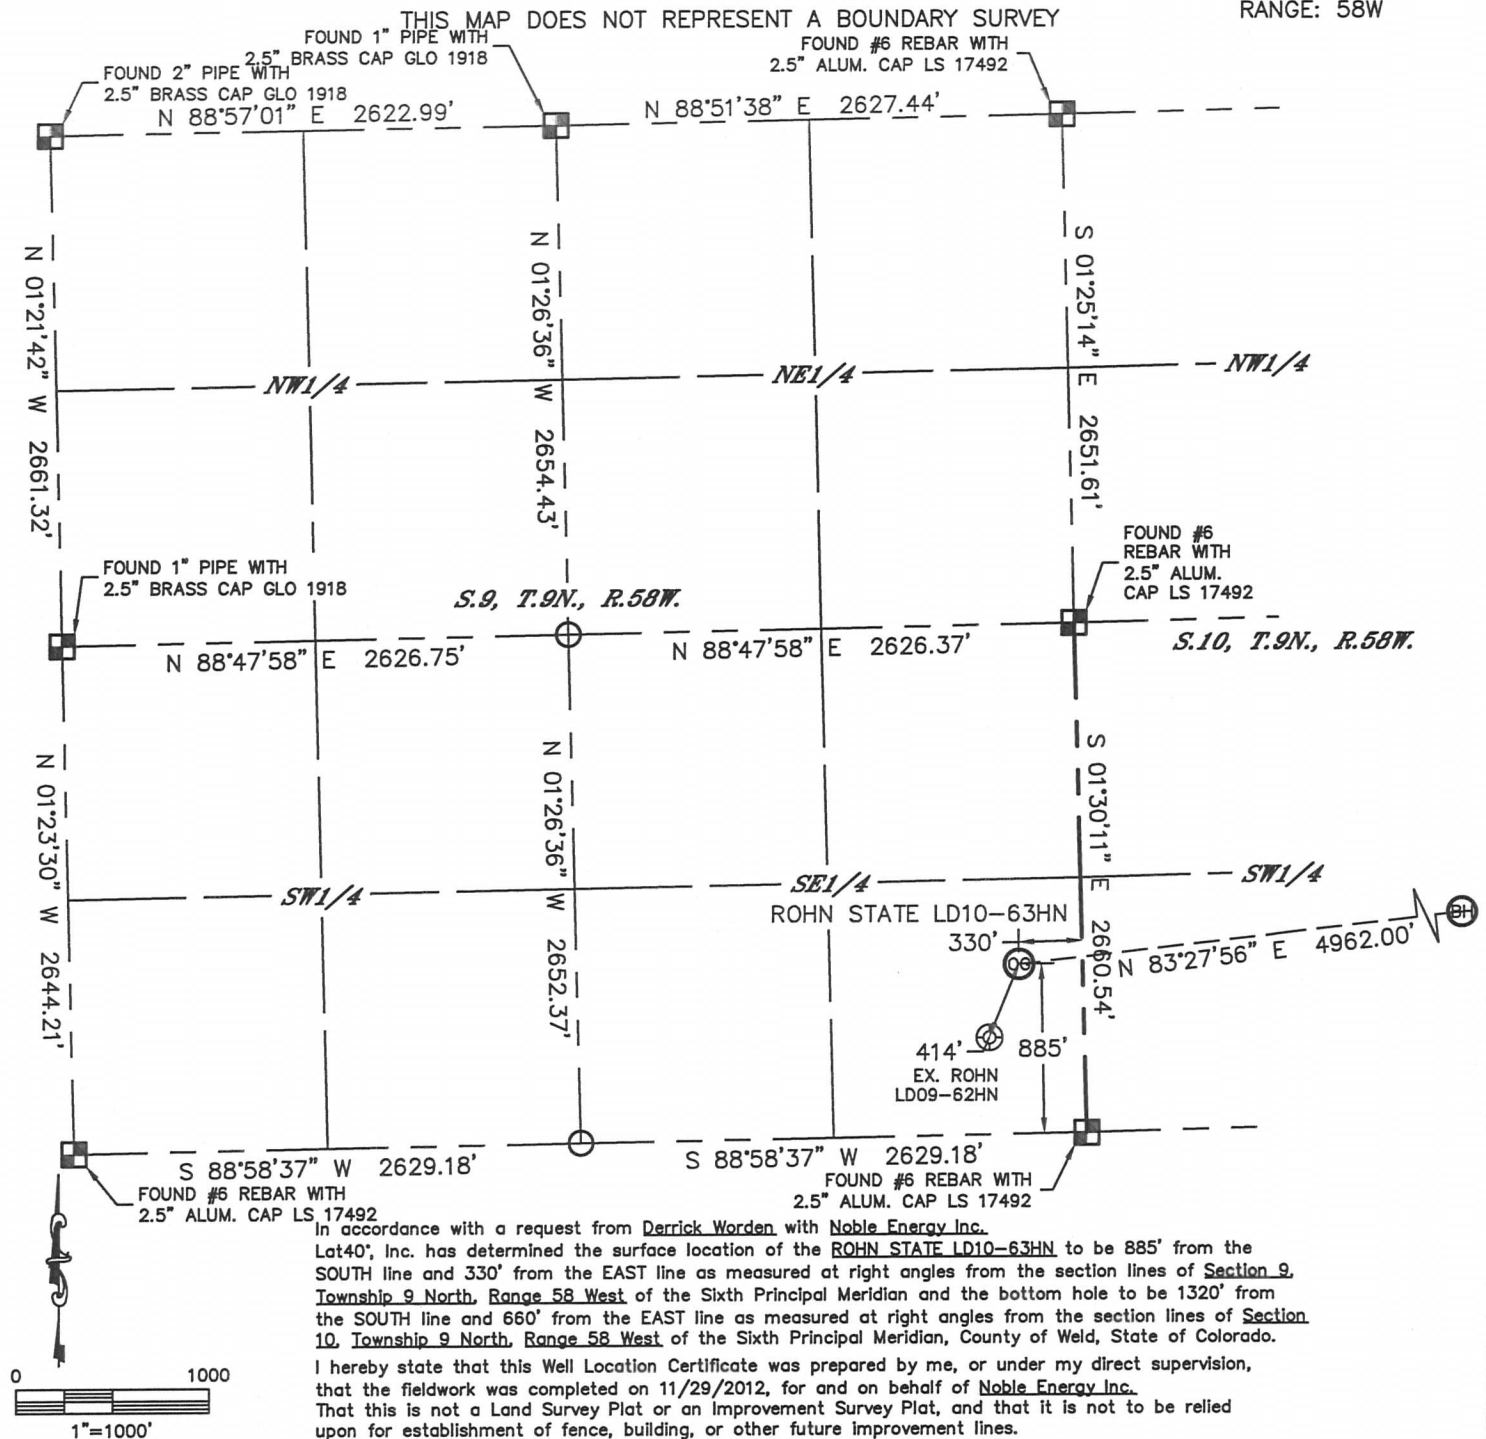 THIS MAP DOES NOT REPRESENT A BOUNDARY SURVEY
RANGE: 58W
FOUND 1" PIPE WITH
2.5" BRASS CAP GLO 1918
FOUND #6 REBAR WITH
2.5" ALUM. CAP LS 17492
FOUND 2" PIPE WITH
2.5" BRASS CAP GLO 1918
N 88°57'01" E 2622.99'
N 88°51'38" E 2627.44'
N 01°21'42" W 2661.32'
N 01°26'36" W 2654.43'
S 01°25'14" E 2651.61'
NW1/4
NE1/4
NW1/4
FOUND #6
REBAR WITH
2.5" ALUM.
CAP LS 17492
FOUND 1" PIPE WITH
2.5" BRASS CAP GLO 1918
S.9, T.9N., R.58W.
S.10, T.9N., R.58W.
N 88°47'58" E 2626.75'
N 88°47'58" E 2626.37'
N 01°23'30" W 2644.21'
N 01°26'36" W 2652.37'
S 01°30'11" E 2660.54'
SW1/4
SE1/4
SW1/4
ROHN STATE LD10-63HN
330'
OG
BH
N 83°27'56" E 4962.00'
414'
885'
EX. ROHN
LD09-62HN
S 88°58'37" W 2629.18'
S 88°58'37" W 2629.18'
FOUND #6 REBAR WITH
2.5" ALUM. CAP LS 17492
FOUND #6 REBAR WITH
2.5" ALUM. CAP LS 17492
In accordance with a request from Derrick Worden with Noble Energy Inc.
Lat40°, Inc. has determined the surface location of the ROHN STATE LD10-63HN to be 885' from the
SOUTH line and 330' from the EAST line as measured at right angles from the section lines of Section 9,
Township 9 North, Range 58 West of the Sixth Principal Meridian and the bottom hole to be 1320' from
the SOUTH line and 660' from the EAST line as measured at right angles from the section lines of Section
10, Township 9 North, Range 58 West of the Sixth Principal Meridian, County of Weld, State of Colorado.
I hereby state that this Well Location Certificate was prepared by me, or under my direct supervision,
that the fieldwork was completed on 11/29/2012, for and on behalf of Noble Energy Inc.
That this is not a Land Survey Plat or an Improvement Survey Plat, and that it is not to be relied
upon for establishment of fence, building, or other future improvement lines.
0 1000
1"=1000'